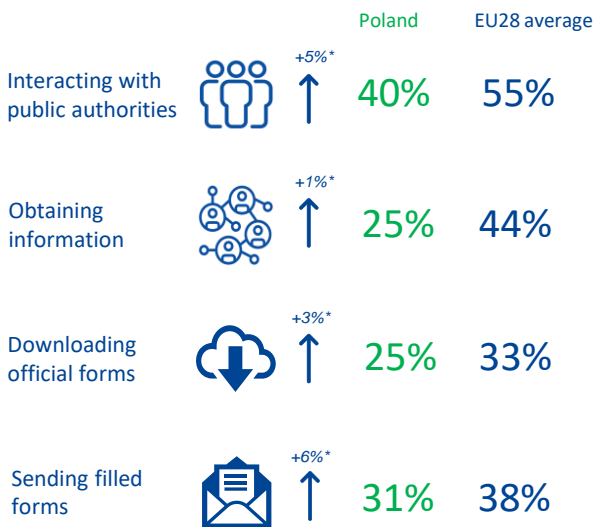 Poland EU28 average
Interacting with
public authorities
+5%*
40% 55%
Obtaining
information
+1%*
25% 44%
Downloading
official forms
+3%*
25% 33%
Sending filled
forms
+6%*
31% 38%